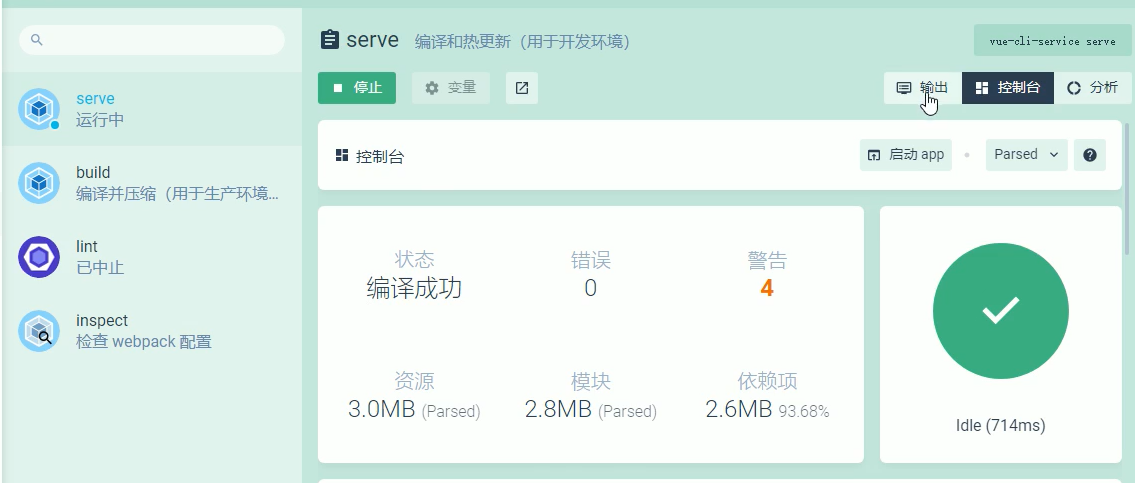 serve 编译和热更新（用于开发环境）
vue-cli-service serve
停止
变量
输出
控制台
分析
serve
运行中
build
编译并压缩（用于生产环境...
lint
已中止
inspect
检查 webpack 配置
控制台
启动 app
Parsed
状态
编译成功
错误
0
警告
4
资源
3.0MB (Parsed)
模块
2.8MB (Parsed)
依赖项
2.6MB 93.68%
Idle (714ms)